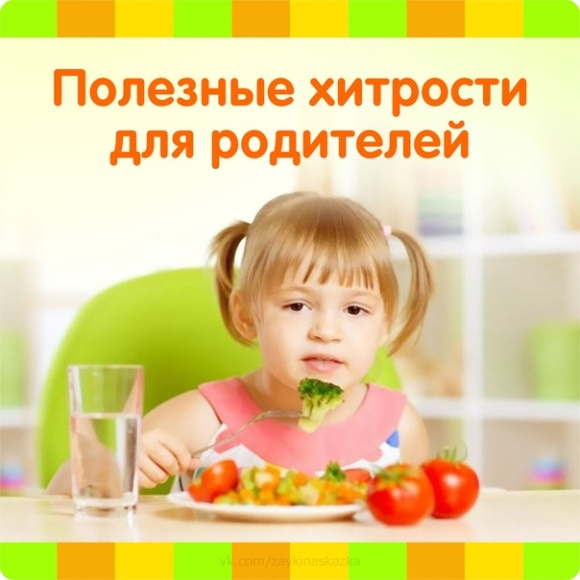 Полезные хитрости
для родителей
vk.com/zaykinaskazka